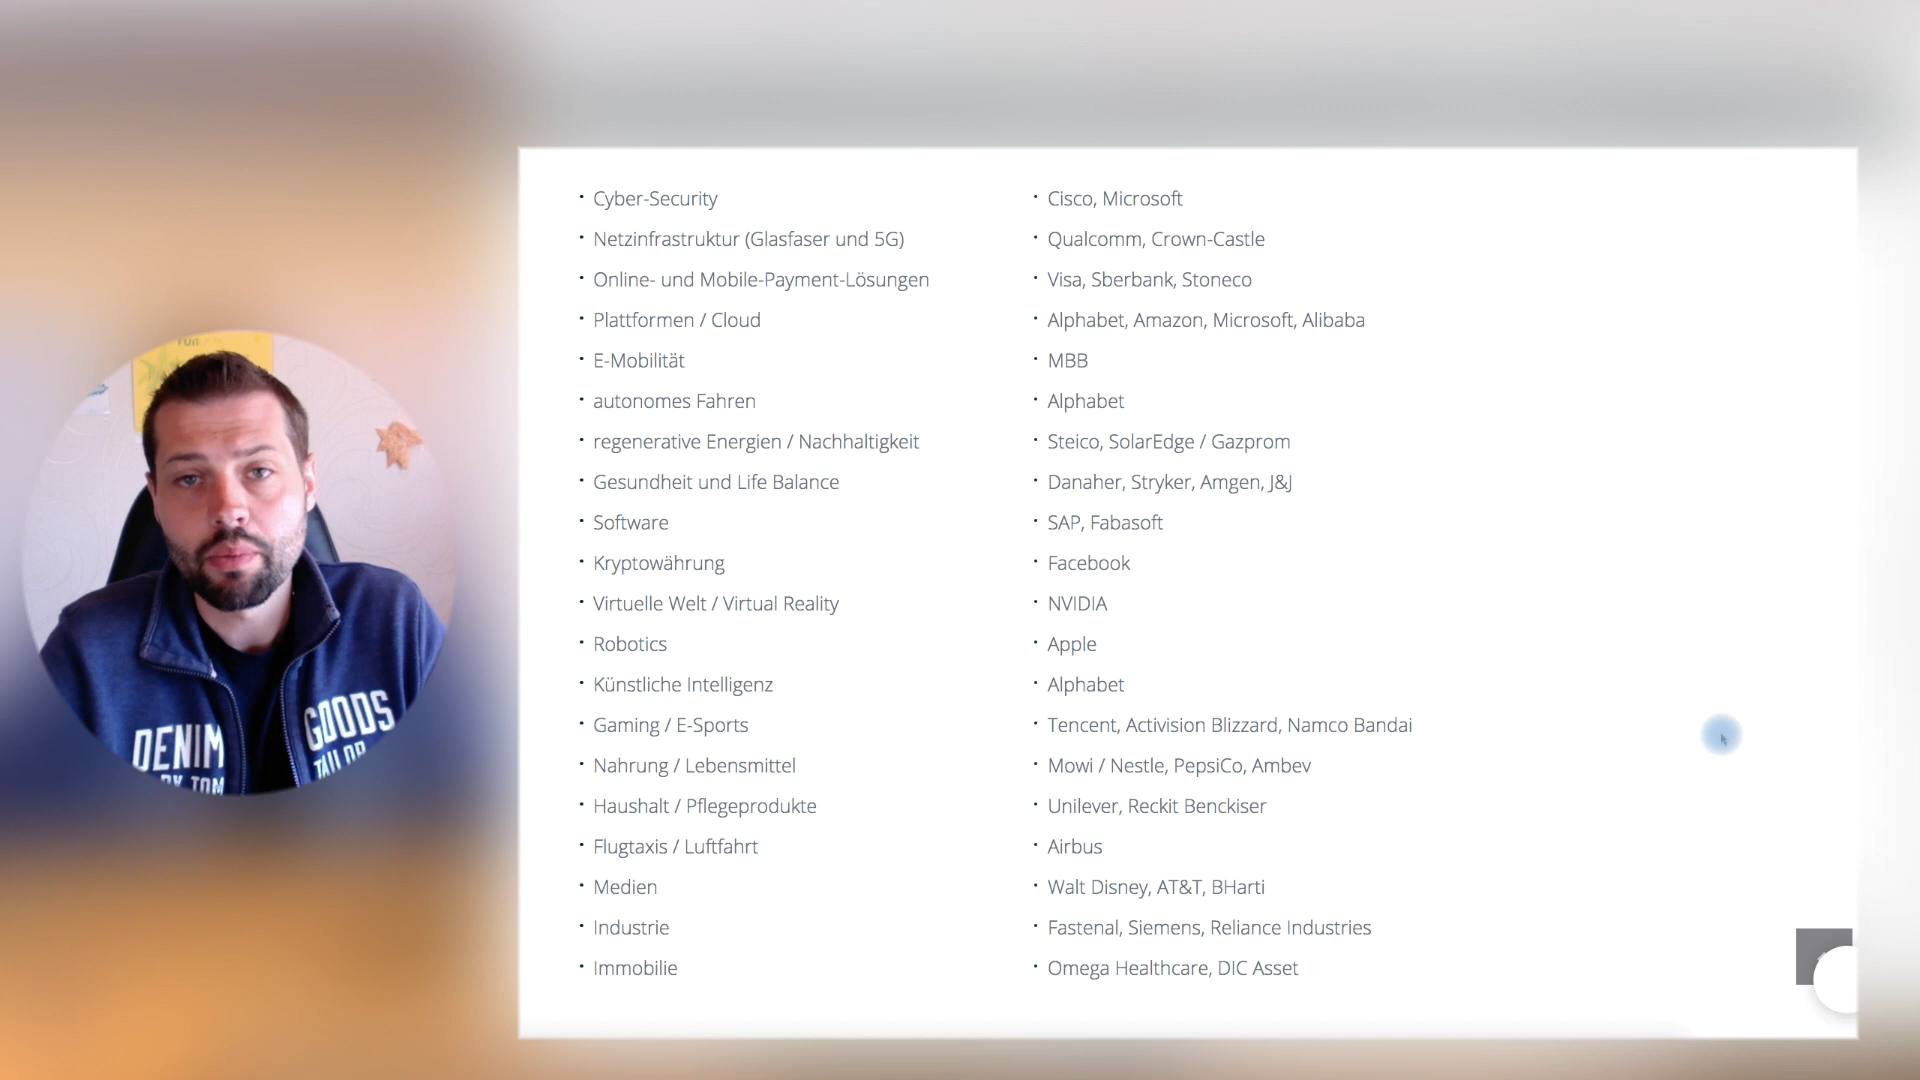 Cyber-Security
Cisco, Microsoft
Netzinfrastruktur (Glasfaser und 5G)
Qualcomm, Crown-Castle
Online- und Mobile-Payment-Lösungen
Visa, Sberbank, Stoneco
Plattformen / Cloud
Alphabet, Amazon, Microsoft, Alibaba
E-Mobilität
MBB
autonomes Fahren
Alphabet
regenerative Energien / Nachhaltigkeit
Steico, SolarEdge / Gazprom
Gesundheit und Life Balance
Danaher, Stryker, Amgen, J&J
Software
SAP, Fabasoft
Kryptowährung
Facebook
Virtuelle Welt / Virtual Reality
NVIDIA
Robotics
Apple
Künstliche Intelligenz
Alphabet
Gaming / E-Sports
Tencent, Activision Blizzard, Namco Bandai
Nahrung / Lebensmittel
Mowi / Nestle, PepsiCo, Ambev
Haushalt / Pflegeprodukte
Unilever, Reckit Benckiser
Flugtaxis / Luftfahrt
Airbus
Medien
Walt Disney, AT&T, BHarti
Industrie
Fastenal, Siemens, Reliance Industries
Immobilie
Omega Healthcare, DIC Asset
DENIM GOODS
TOM TAILOR